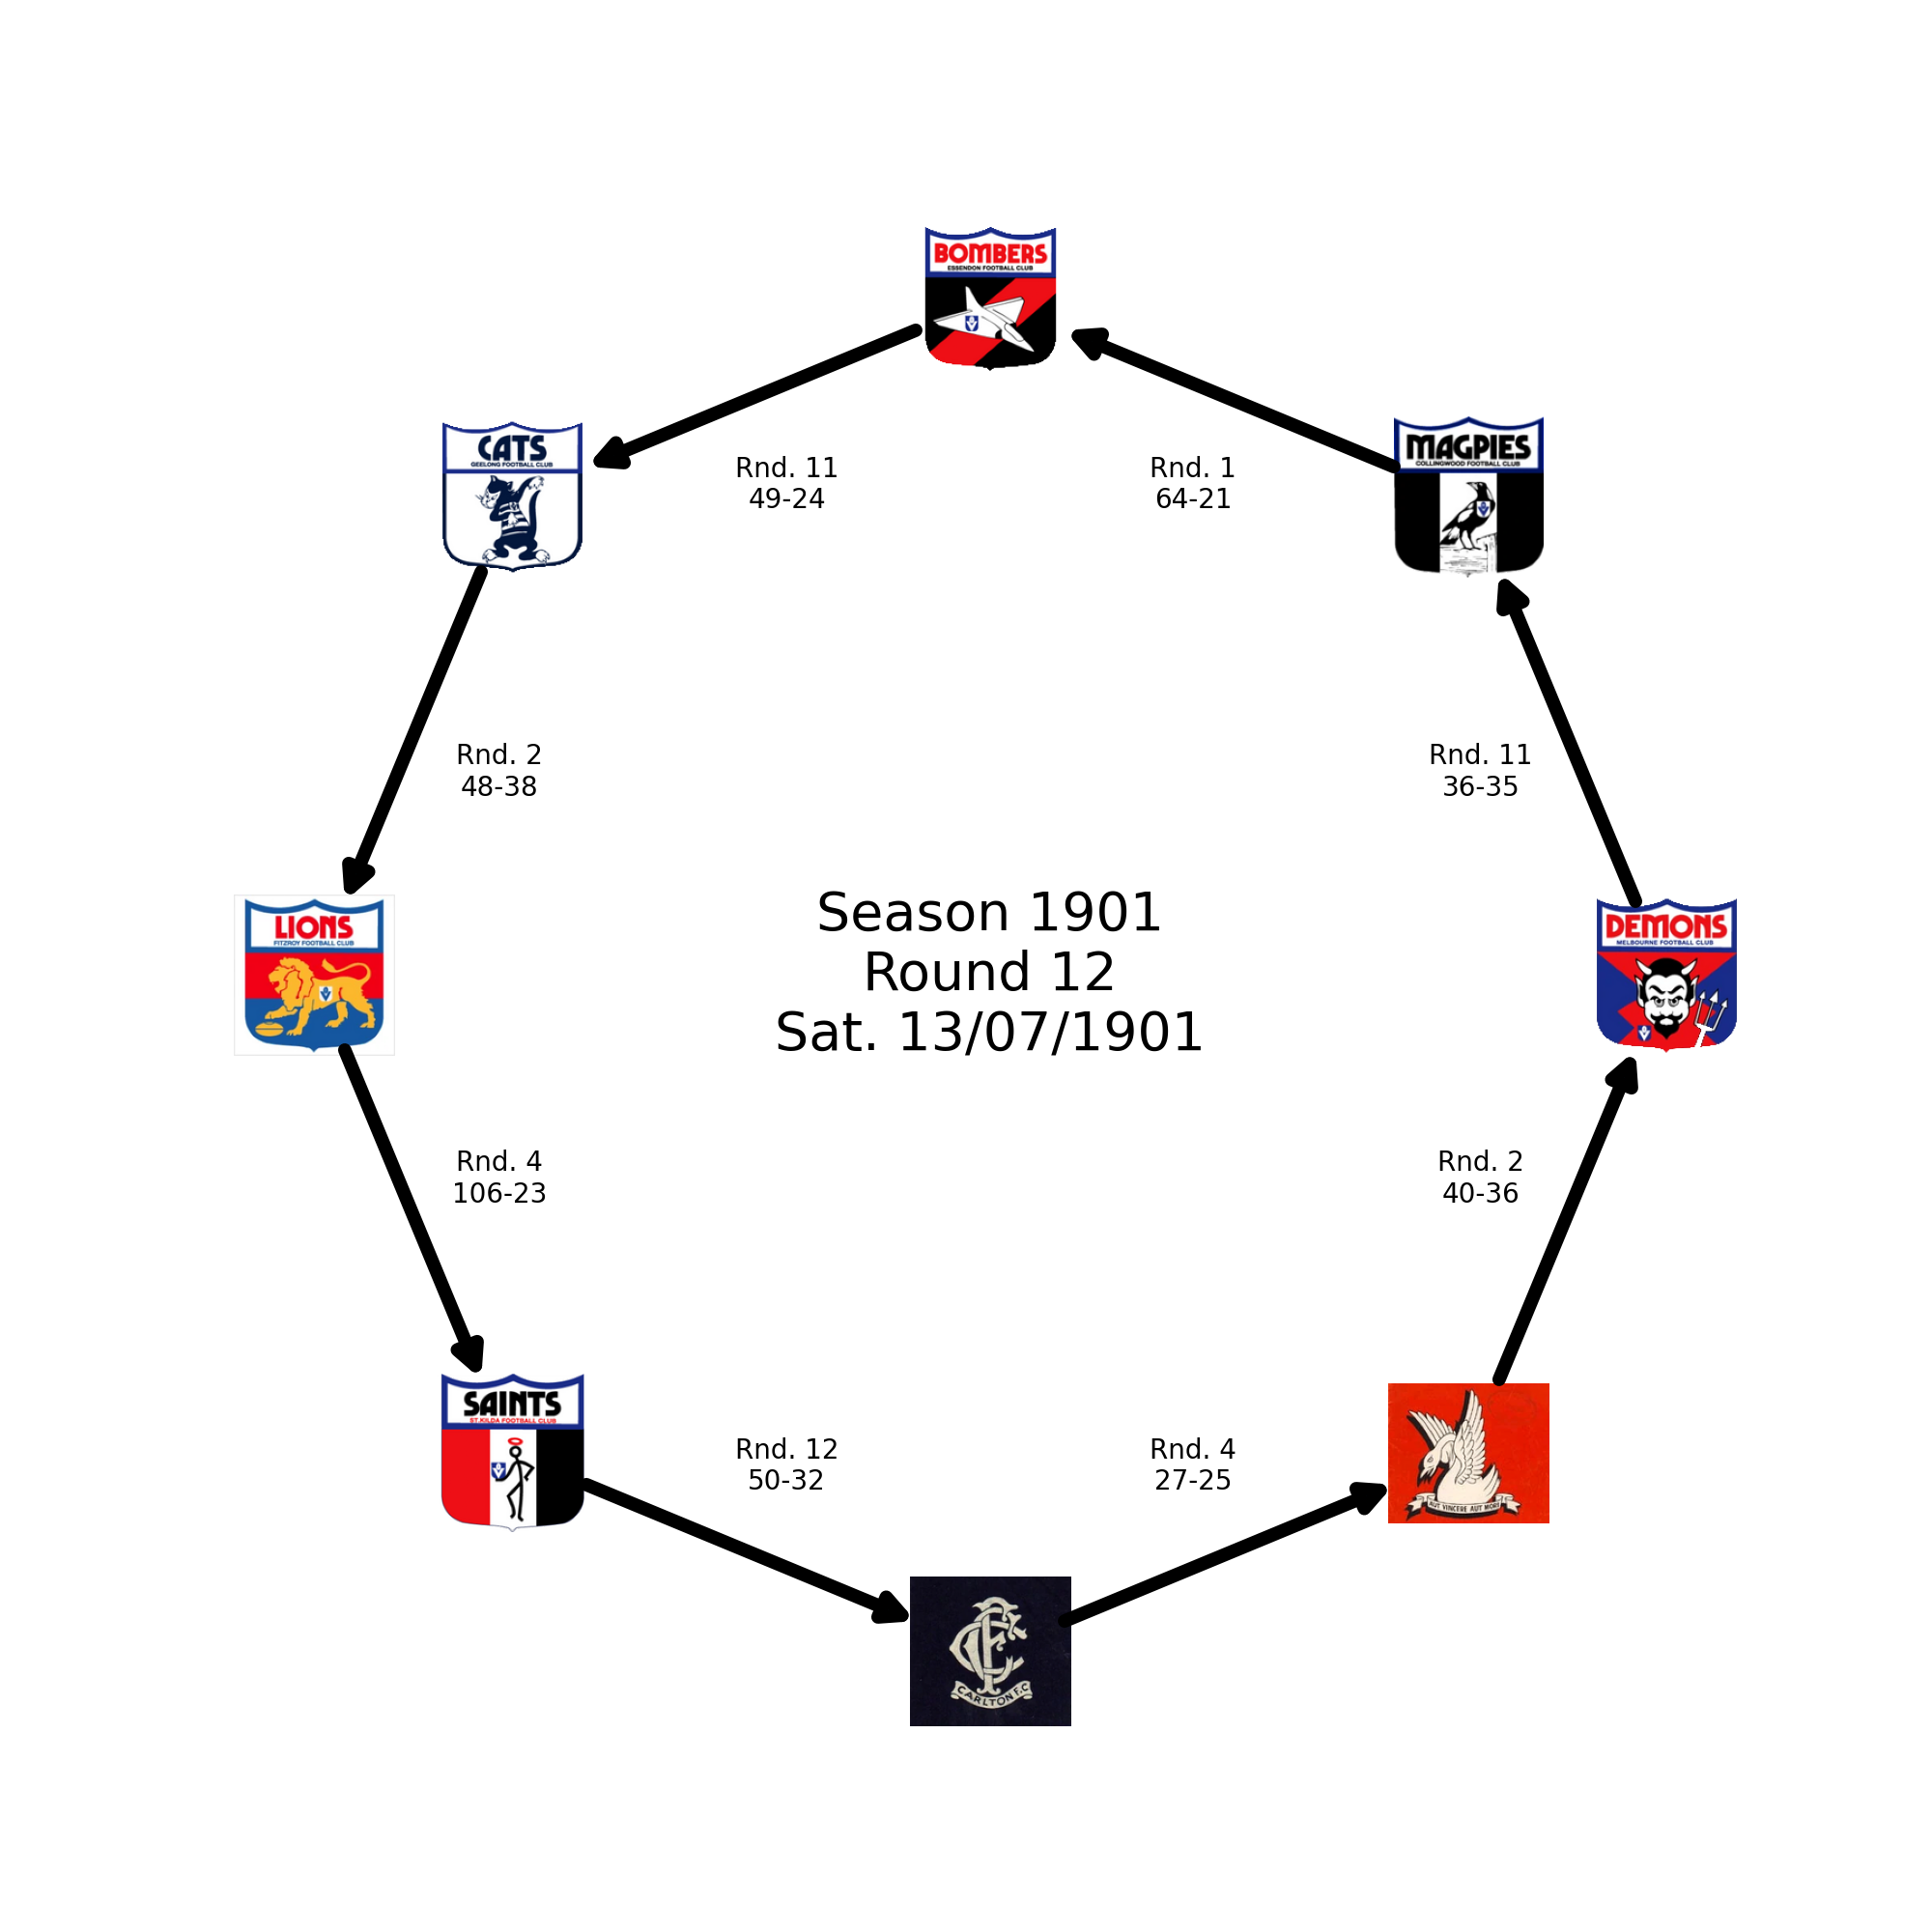 BOMBERS
ESSENDON FOOTBALL CLUB
CATS
GEELONG FOOTBALL CLUB
MAGPIES
COLLINGWOOD FOOTBALL CLUB
Rnd. 11
49-24
Rnd. 1
64-21
Rnd. 2
48-38
Rnd. 11
36-35
LIONS
FITZROY FOOTBALL CLUB
Season 1901
Round 12
Sat. 13/07/1901
DEMONS
MELBOURNE FOOTBALL CLUB
Rnd. 4
106-23
Rnd. 2
40-36
SAINTS
ST.KILDA FOOTBALL CLUB
Rnd. 12
50-32
Rnd. 4
27-25
AUT VINCERE AUT MORI
CFC
CARLTON F.C